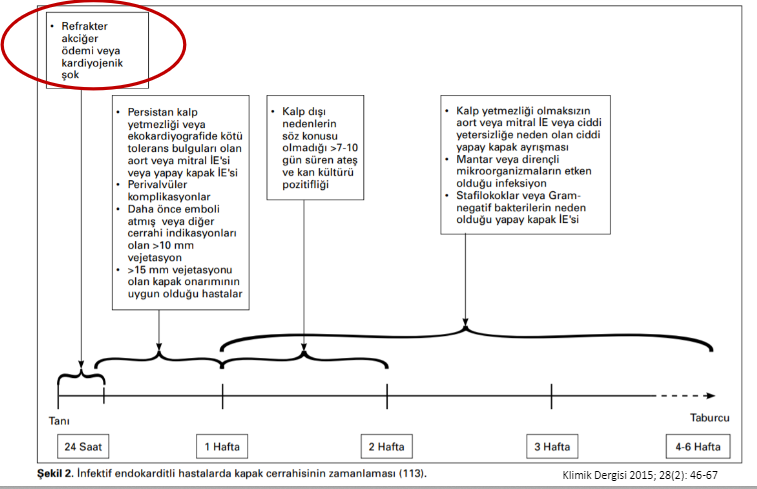 • Refrakter
akciğer
ödemi veya
kardiyojenik
şok
• Persistan kalp
yetmezliği veya
ekokardiyografide kötü
tolerans bulguları olan
aort veya mitral İE'si
veya yapay kapak İE'si
• Perivalvüler
komplikasyonlar
• Daha önce emboli
atmış veya diğer
cerrahi indikasyonları
olan >10 mm
vejetasyon
• >15 mm vejetasyonu
olan kapak onarımının
uygun olduğu hastalar
• Kalp dışı
nedenlerin
söz konusu
olmadığı >7-10
gün süren ateş
ve kan kültürü
pozitifliği
• Kalp yetmezliği olmaksızın
aort veya mitral İE veya ciddi
yetersizliğe neden olan ciddi
yapay kapak ayrışması
• Mantar veya dirençli
mikroorganizmaların etken
olduğu infeksiyon
• Stafilokoklar veya Gram-
negatif bakterilerin neden
olduğu yapay kapak İE'si
Tanı
Taburcu
24 Saat
1 Hafta
2 Hafta
3 Hafta
4-6 Hafta
Şekil 2. İnfektif endokarditli hastalarda kapak cerrahisinin zamanlaması (113).
Klimik Dergisi 2015; 28(2): 46-67